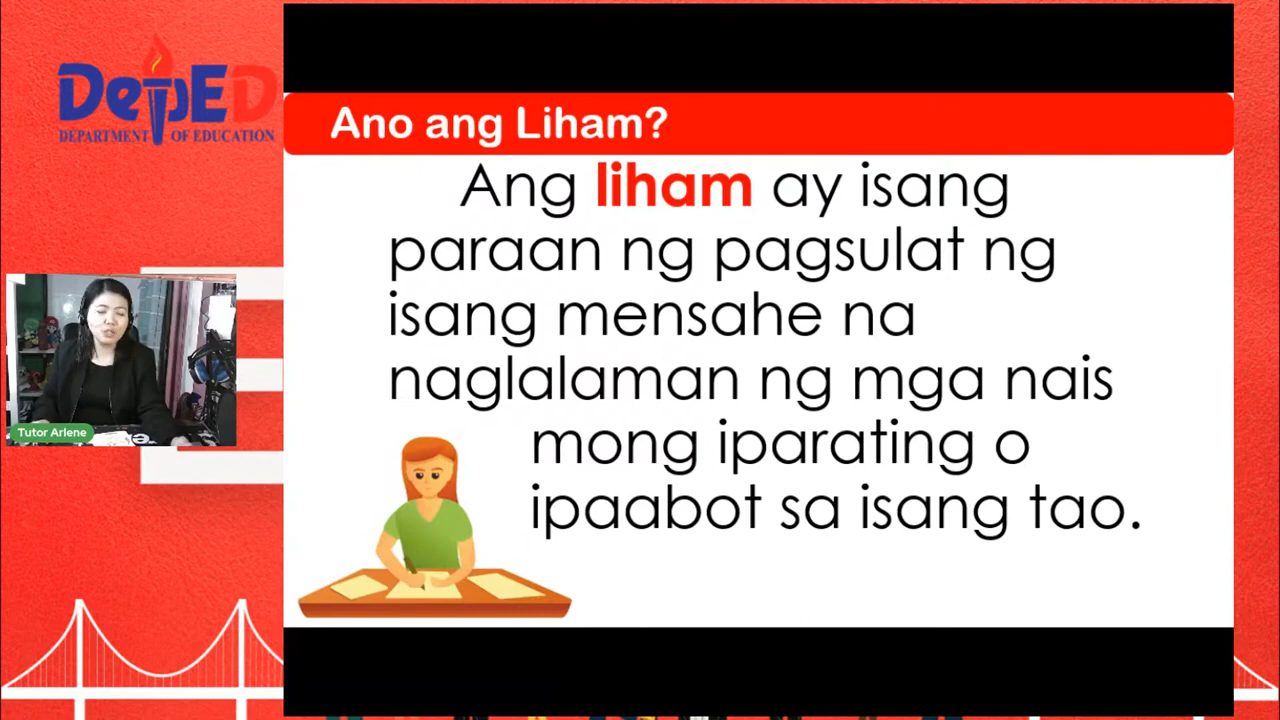 DepED
DEPARTMENT OF EDUCATION
Ano ang Liham?
Ang liham ay isang
paraan ng pagsulat ng
isang mensahe na
naglalaman ng mga nais
mong iparating o
ipaabot sa isang tao.
Tutor Arlene